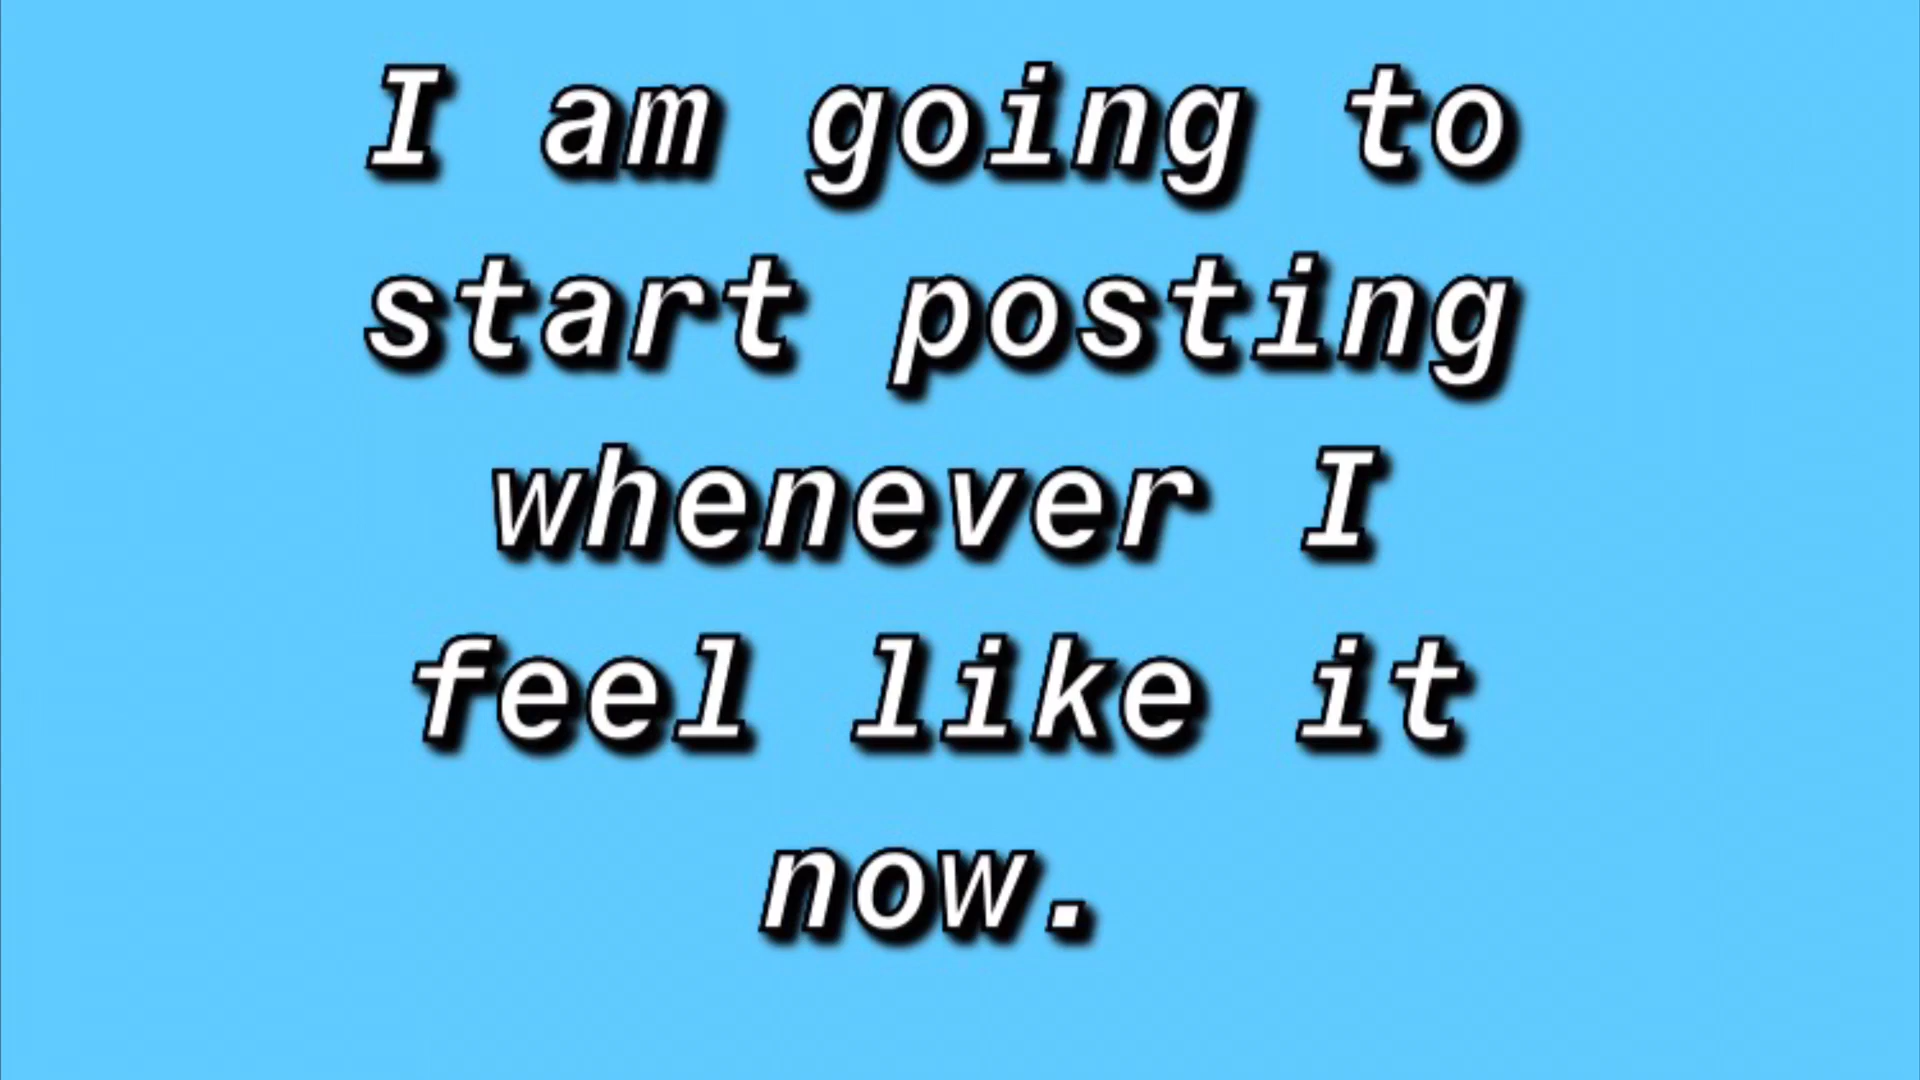 I am going to
start posting
whenever I
feel like it
now.